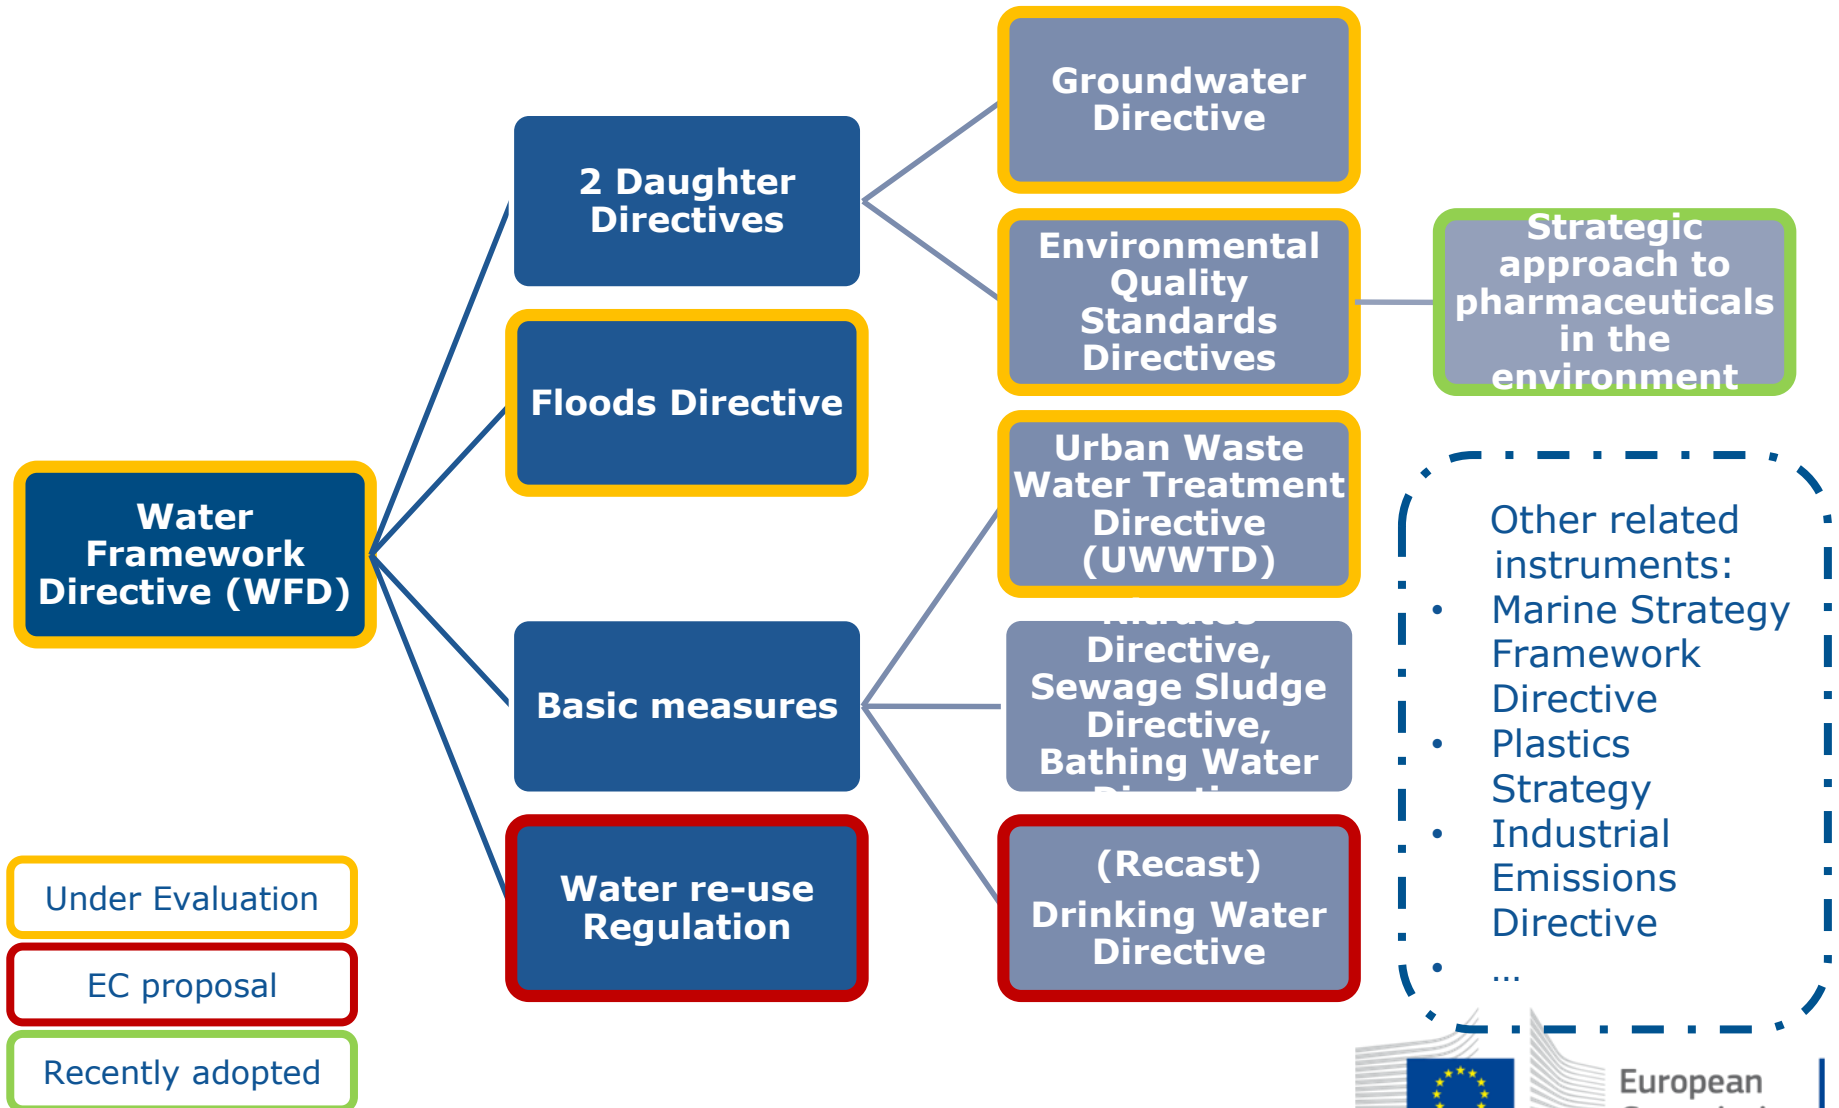 Groundwater
Directive
2 Daughter
Directives
Environmental
Quality
Standards
Directives
Strategic
approach to
pharmaceuticals
in the
environment
Floods Directive
Water
Framework
Directive (WFD)
Urban Waste
Water Treatment
Directive
(UWWTD)
Basic measures
Nitrates
Directive,
Sewage Sludge
Directive,
Bathing Water
Water re-use
Regulation
(Recast)
Drinking Water
Directive
Other related
instruments:
• Marine Strategy
Framework
Directive
• Plastics
Strategy
• Industrial
Emissions
Directive
• ...
Under Evaluation
EC proposal
Recently adopted
European